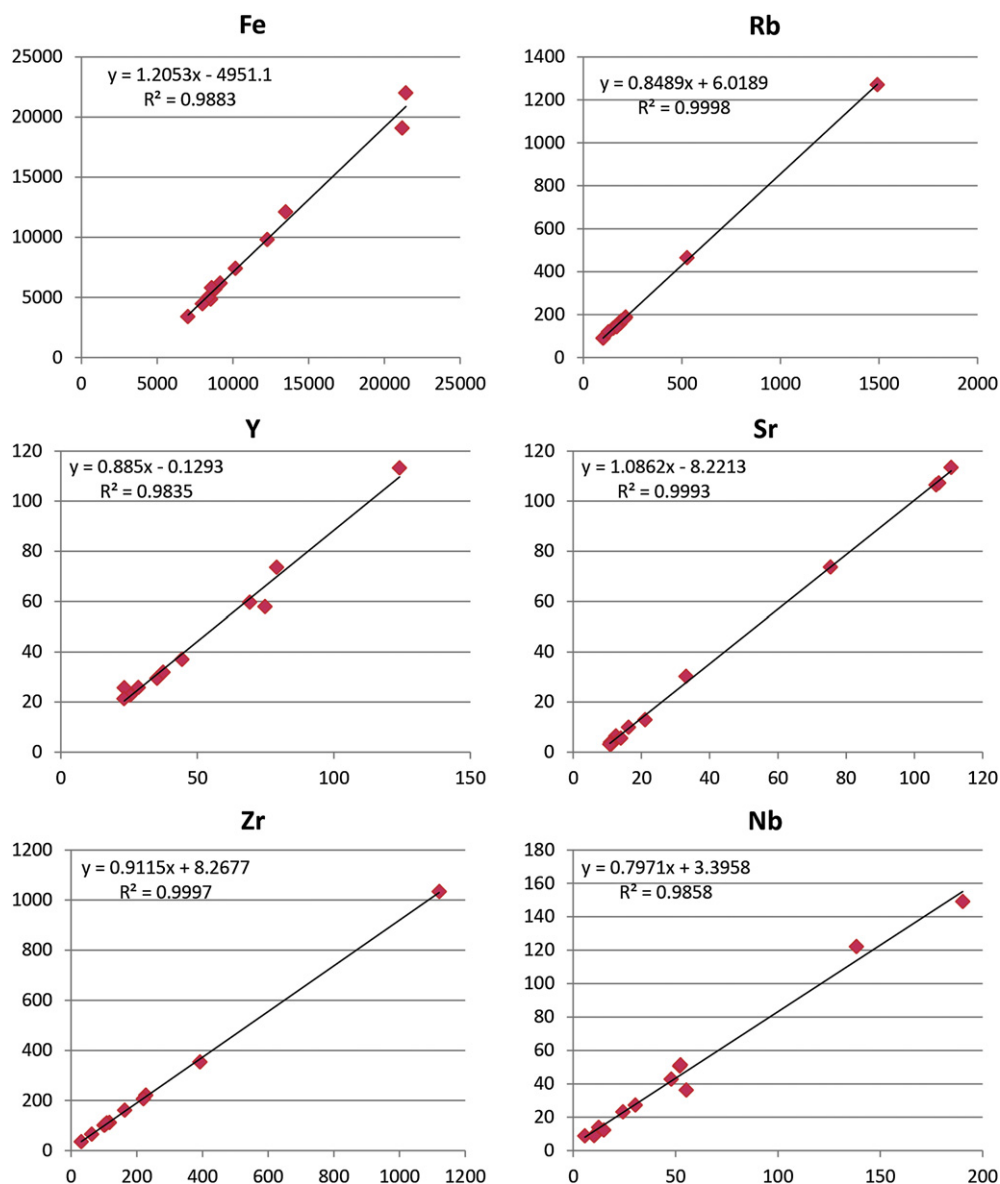 Fe
25000
20000
15000
10000
5000
0
y = 1.2053x - 4951.1
R² = 0.9883
0 5000 10000 15000 20000 25000
Rb
1400
1200
1000
800
600
400
200
0
y = 0.8489x + 6.0189
R² = 0.9998
0 500 1000 1500 2000
Y
120
100
80
60
40
20
0
y = 0.885x - 0.1293
R² = 0.9835
0 50 100 150
Sr
120
100
80
60
40
20
0
y = 1.0862x - 8.2213
R² = 0.9993
0 20 40 60 80 100 120
Zr
1200
1000
800
600
400
200
0
y = 0.9115x + 8.2677
R² = 0.9997
0 200 400 600 800 1000 1200
Nb
180
160
140
120
100
80
60
40
20
0
y = 0.7971x + 3.3958
R² = 0.9858
0 50 100 150 200